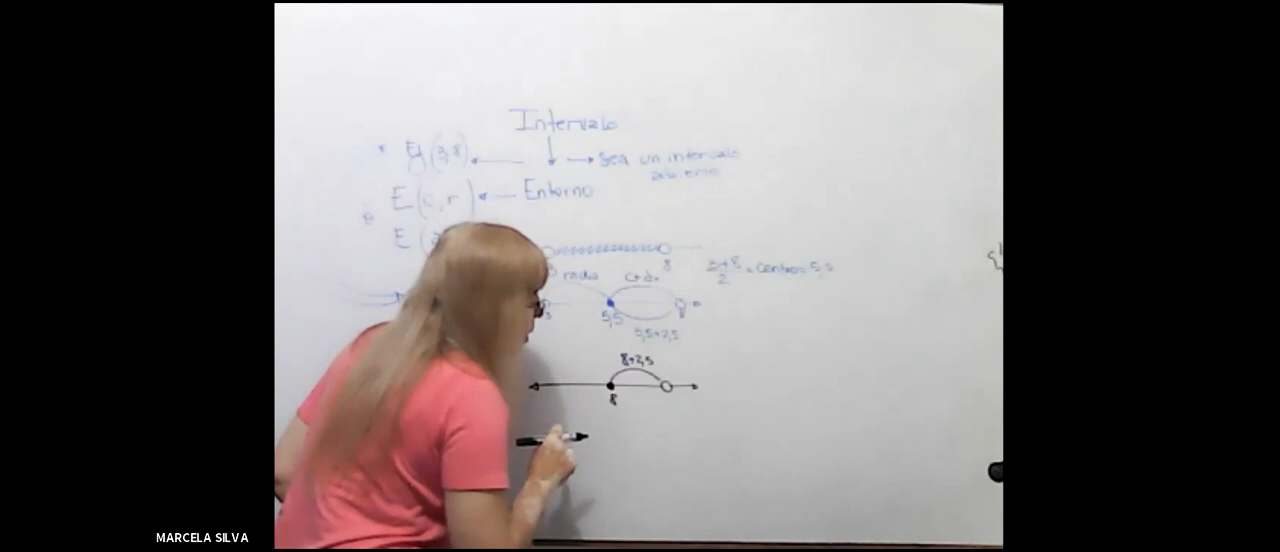 Intervalo
(3,8) Sea un intervalo
abierto
E(c,r) Entorno
E(
8
radio
3+8
2 = centro = 5,5
5,5
8
5,5+2,5
8+2,5
8
MARCELA SILVA